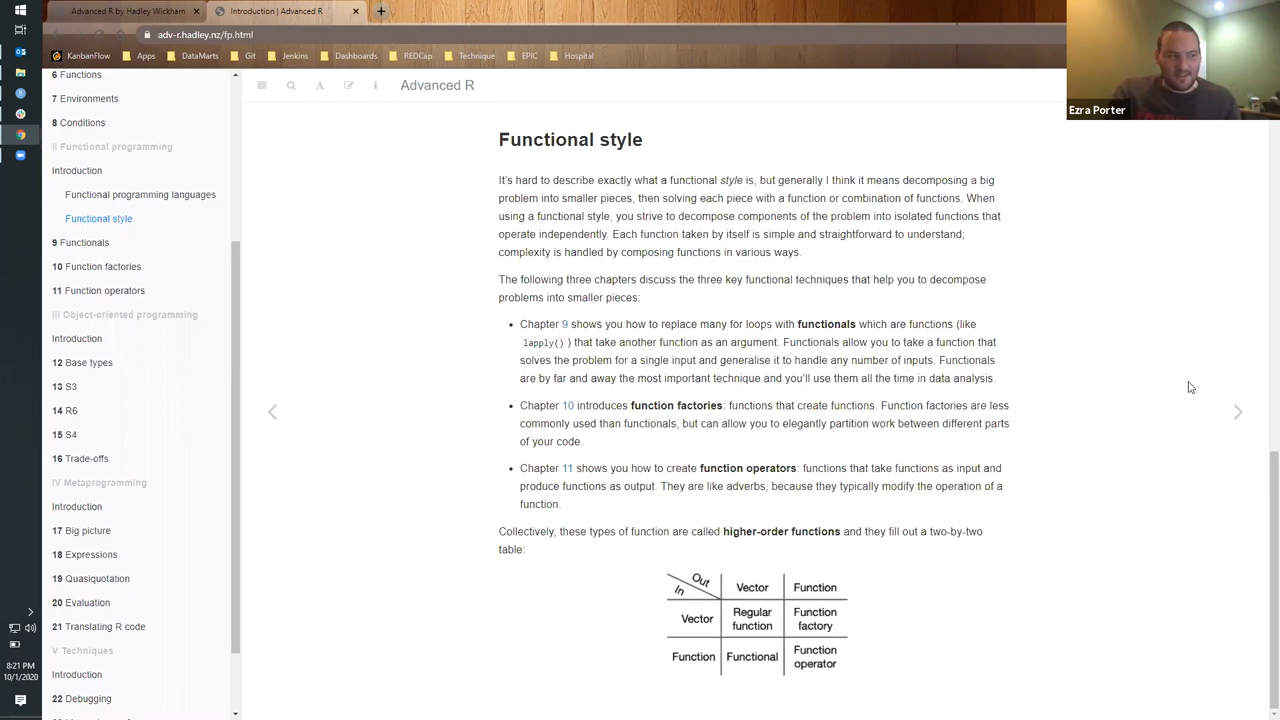 Advanced R by Hadley Wickham
Introduction | Advanced R
adv-r.hadley.nz/fp.html
KanbanFlow
Apps
DataMarts
Git
Jenkins
Dashboards
REDCap
Technique
EPIC
Hospital
Ezra Porter
6 Functions
7 Environments
8 Conditions
II Functional programming
Introduction
Functional programming languages
Functional style
9 Functionals
10 Function factories
11 Function operators
III Object-oriented programming
Introduction
12 Base types
13 S3
14 R6
15 S4
16 Trade-offs
IV Metaprogramming
Introduction
17 Big picture
18 Expressions
19 Quasiquotation
20 Evaluation
21 Translating R code
V Techniques
Introduction
22 Debugging
8:21 PM
10/1/2020
Advanced R
Functional style
It's hard to describe exactly what a functional style is, but generally I think it means decomposing a big
problem into smaller pieces, then solving each piece with a function or combination of functions. When
using a functional style, you strive to decompose components of the problem into isolated functions that
operate independently. Each function taken by itself is simple and straightforward to understand;
complexity is handled by composing functions in various ways.
The following three chapters discuss the three key functional techniques that help you to decompose
problems into smaller pieces:
• Chapter 9 shows you how to replace many for loops with functionals which are functions (like
lapply() ) that take another function as an argument. Functionals allow you to take a function that
solves the problem for a single input and generalise it to handle any number of inputs. Functionals
are by far and away the most important technique and you'll use them all the time in data analysis.
• Chapter 10 introduces function factories: functions that create functions. Function factories are less
commonly used than functionals, but can allow you to elegantly partition work between different parts
of your code.
• Chapter 11 shows you how to create function operators: functions that take functions as input and
produce functions as output. They are like adverbs, because they typically modify the operation of a
function.
Collectively, these types of function are called higher-order functions and they fill out a two-by-two
table:
Out
In
Vector
Function
Vector
Regular
function
Function
factory
Function
Functional
Function
operator